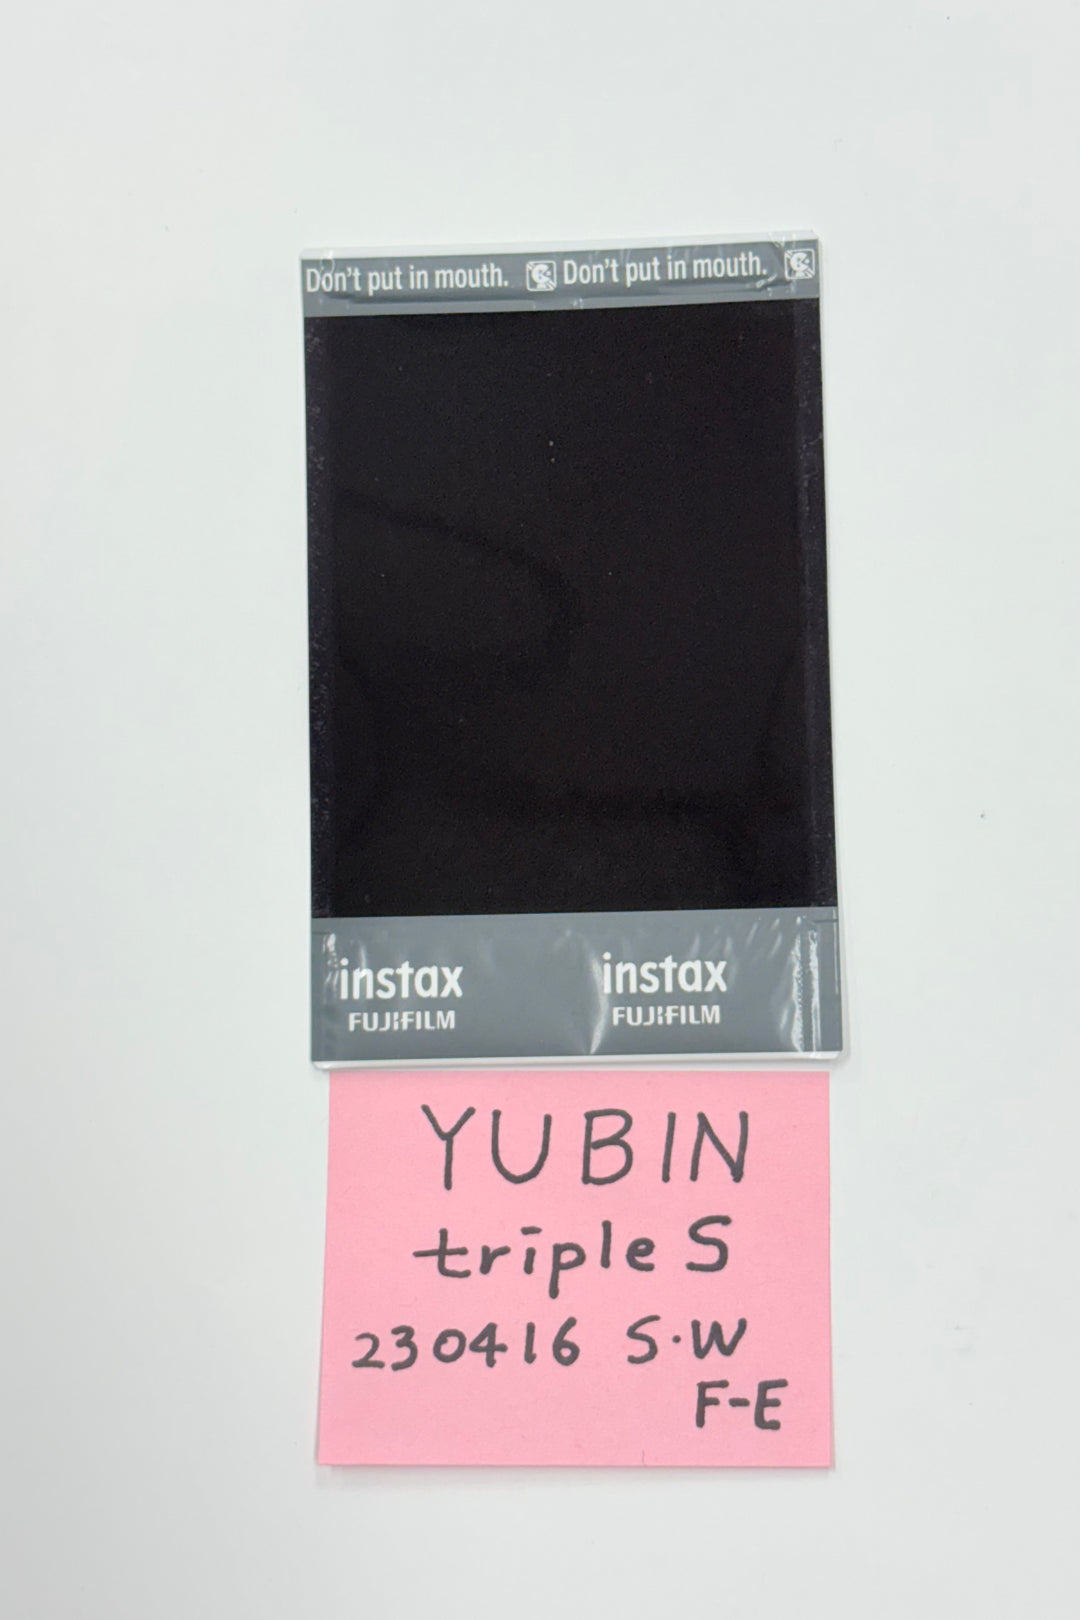 Don't put in mouth. Don't put in mouth.
instax instax
FUJIFILM FUJIFILM
YUBIN
tripleS
230416 S.W
F-E